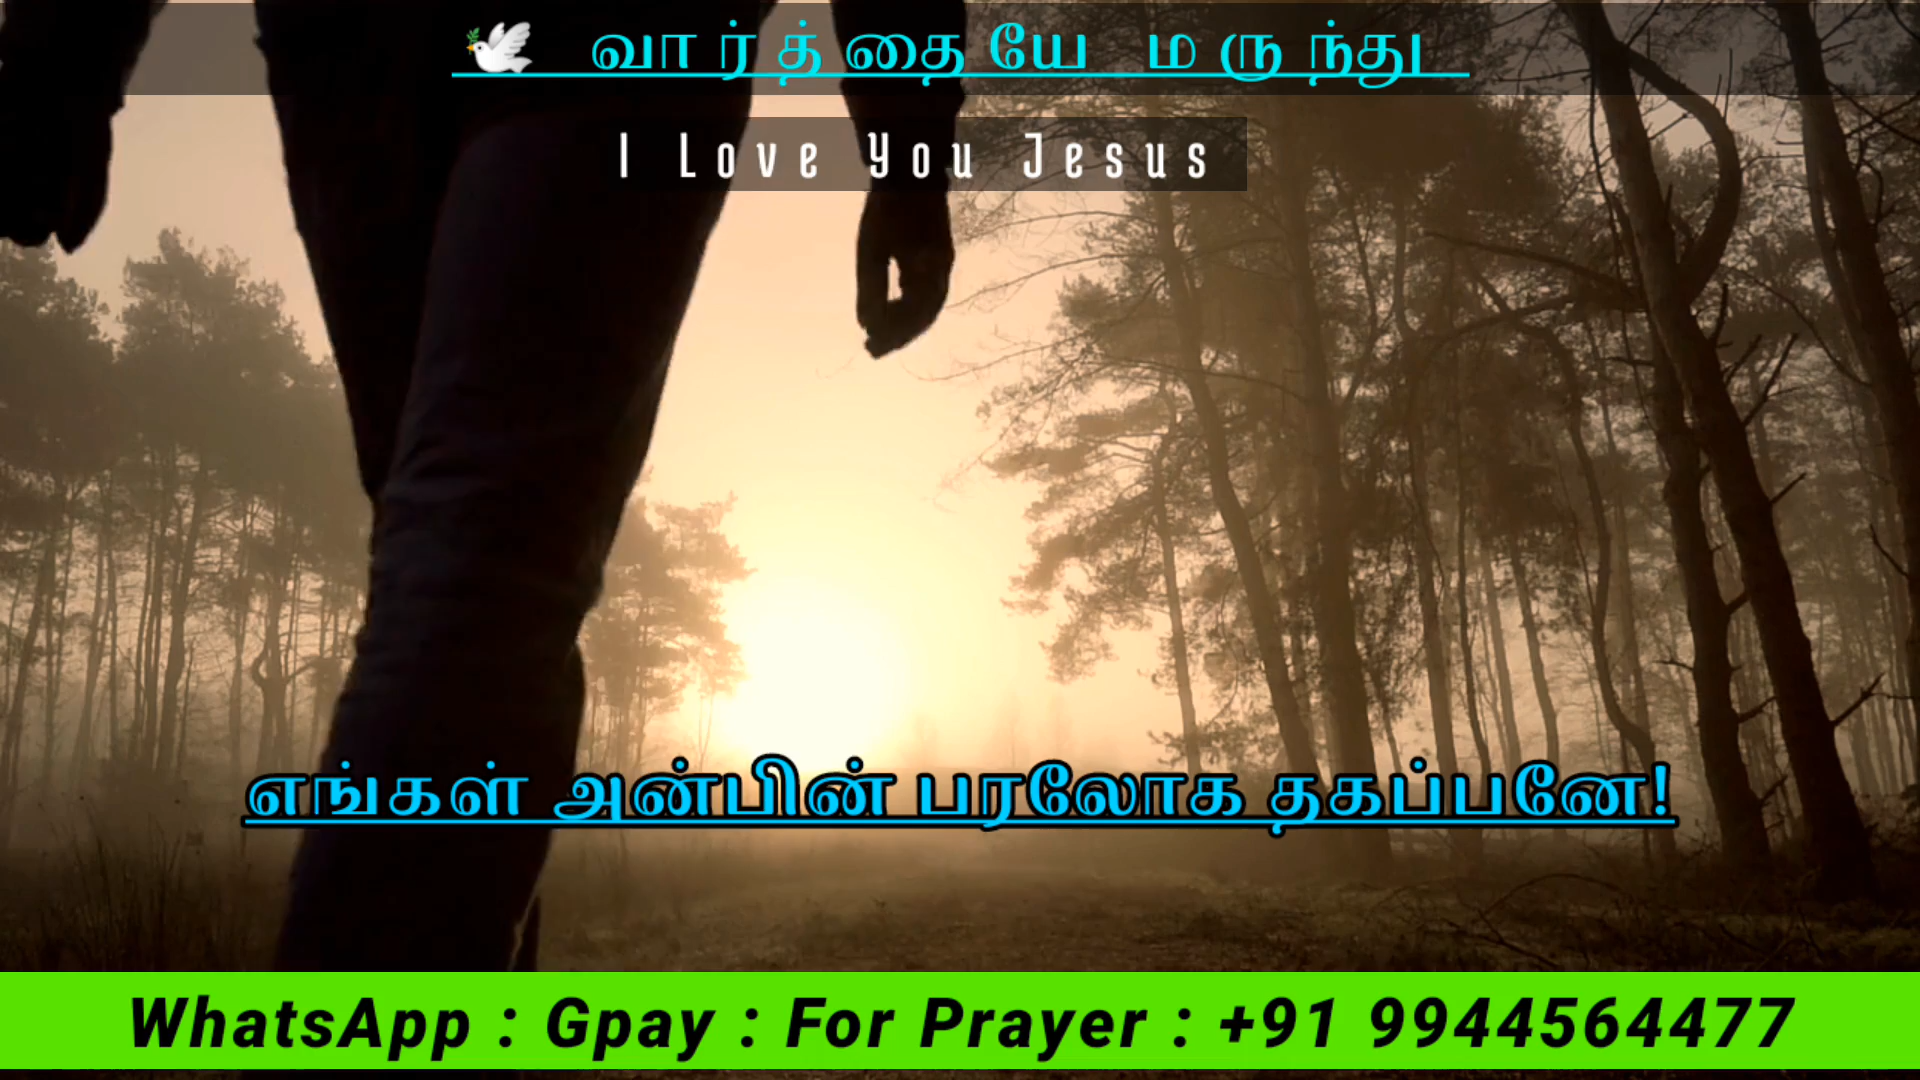 🕊️ வார்த்தையே மருந்து
I Love You Jesus
எங்கள் அன்பின் பரலோக தகப்பனே!
WhatsApp : Gpay : For Prayer : +91 9944564477